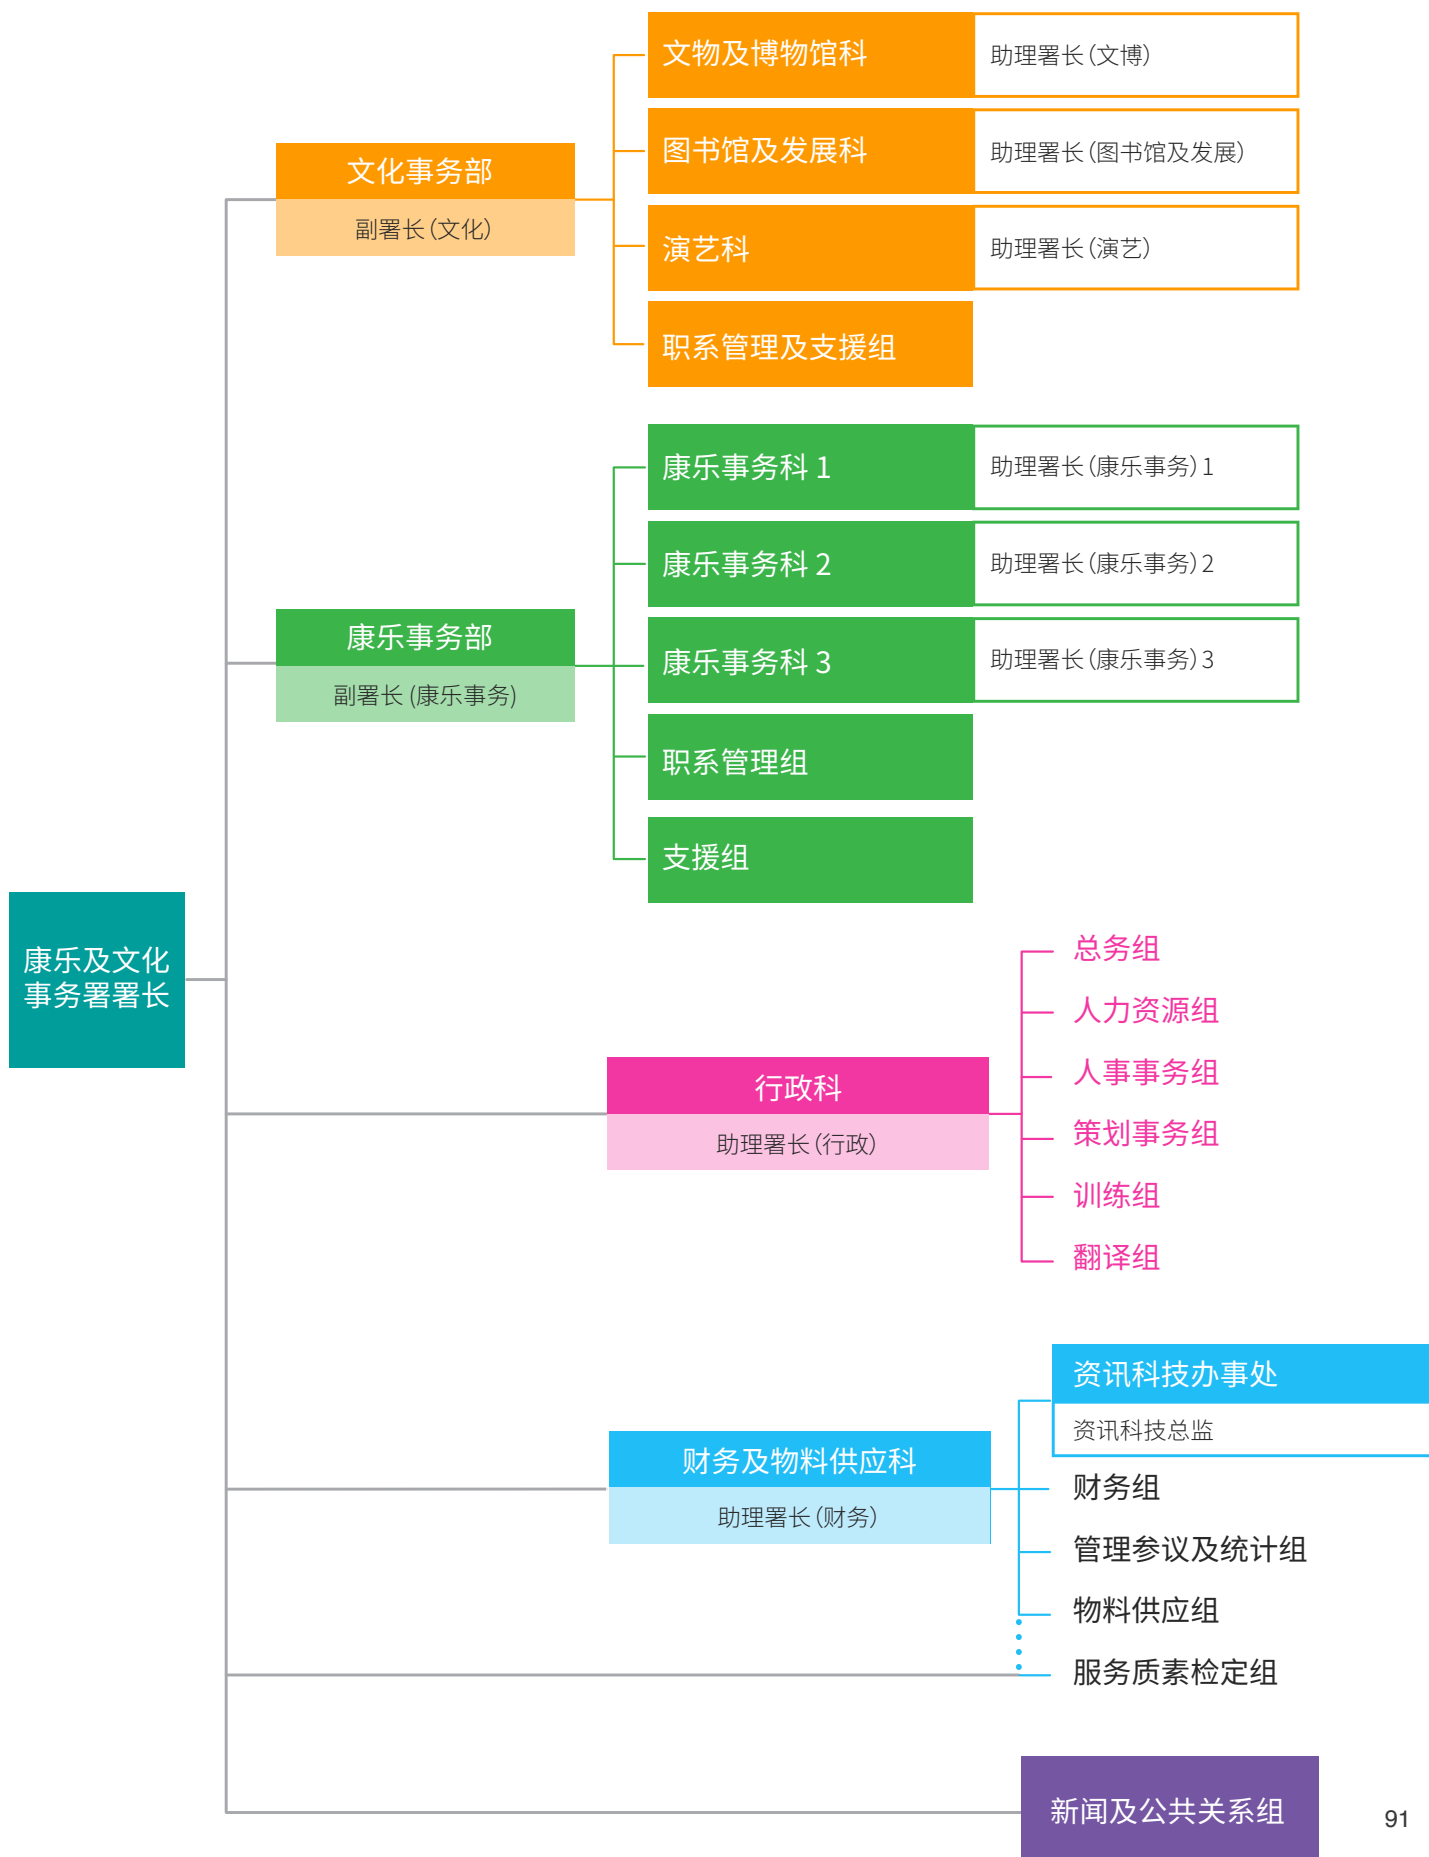 文物及博物馆科
助理署长（文博）
图书馆及发展科
助理署长（图书馆及发展）
文化事务部
副署长（文化）
演艺科
助理署长（演艺）
职系管理及支援组
康乐事务科 1
助理署长（康乐事务）1
康乐事务科 2
助理署长（康乐事务）2
康乐事务部
副署长 (康乐事务)
康乐事务科 3
助理署长（康乐事务）3
职系管理组
支援组
康乐及文化
事务署署长
总务组
人力资源组
人事事务组
行政科
助理署长（行政）
策划事务组
训练组
翻译组
资讯科技办事处
资讯科技总监
财务及物料供应科
助理署长（财务）
财务组
管理参议及统计组
物料供应组
服务质素检定组
新闻及公共关系组
91